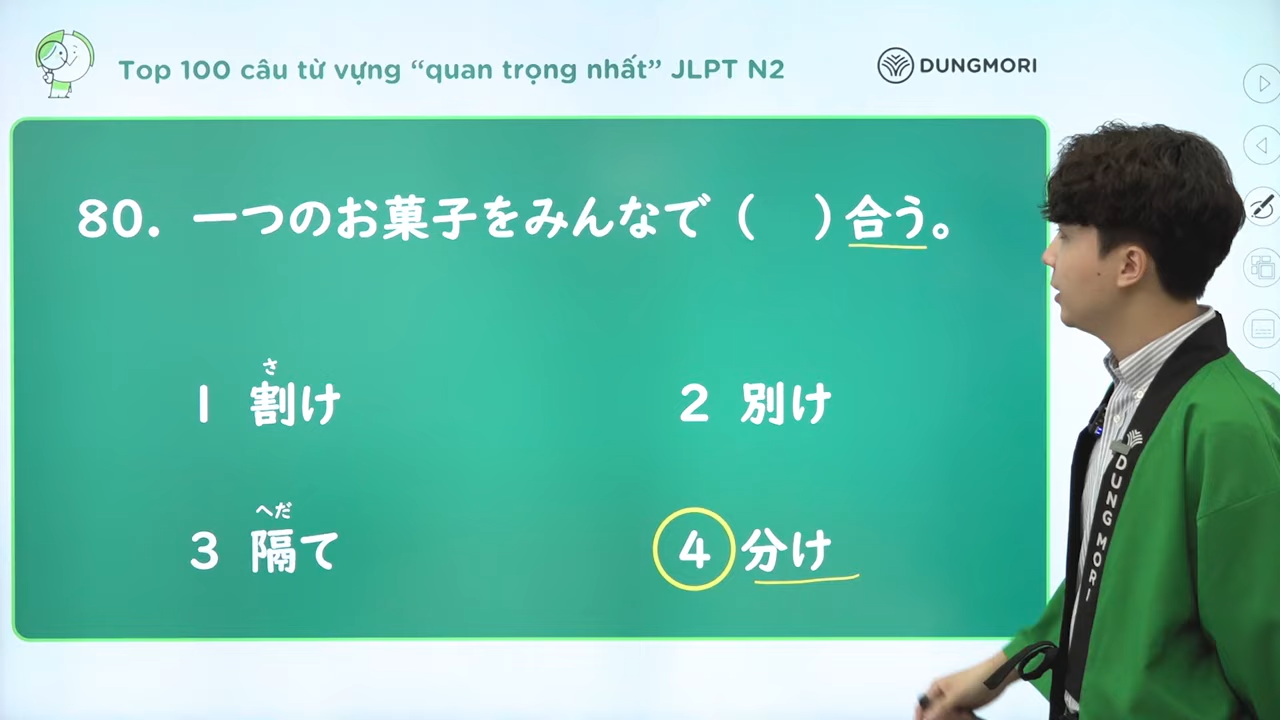 Top 100 câu từ vựng “quan trọng nhất” JLPT N2
DUNGMORI
80. 一つのお菓子をみんなで（　）合う。
さ
1 割け
2 別け
へだ
3 隔て
4 分け
DUNGMORI